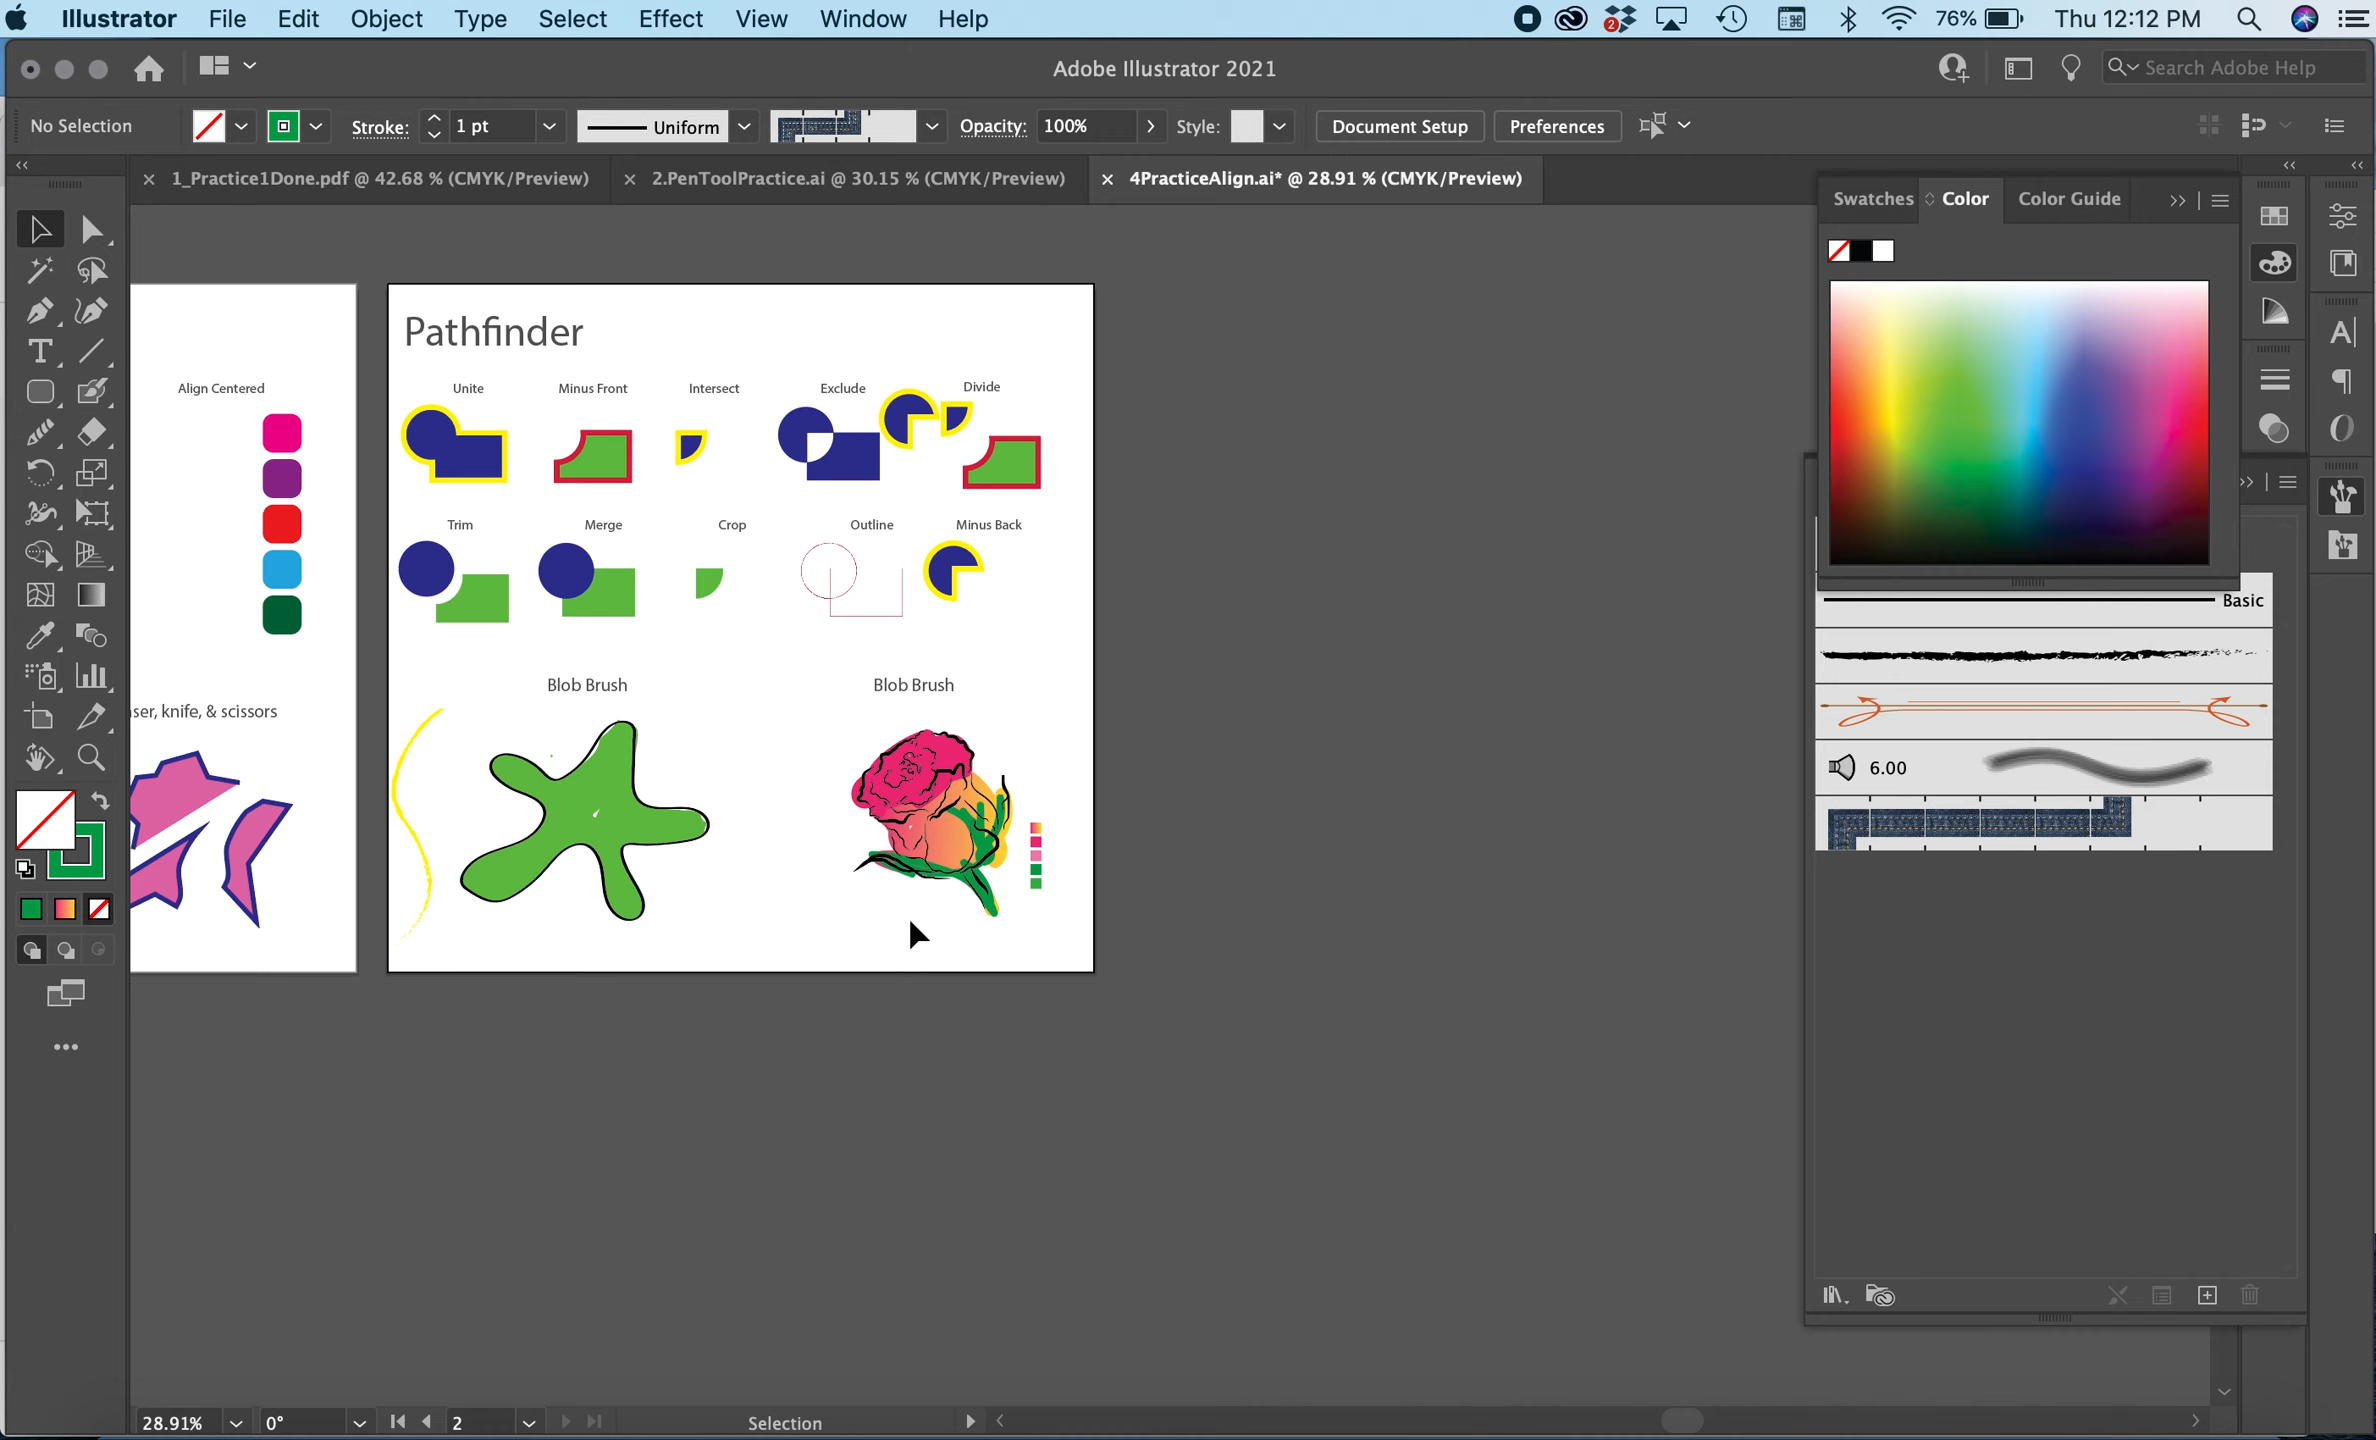 Illustrator File Edit Object Type Select Effect View Window Help 2 76% Thu 12:12 PM
Adobe Illustrator 2021 Search Adobe Help
No Selection Stroke: 1 pt Uniform Opacity: 100% Style: Document Setup Preferences
1_Practice1Done.pdf @ 42.68 % (CMYK/Preview) 2.PenToolPractice.ai @ 30.15 % (CMYK/Preview) 4PracticeAlign.ai* @ 28.91 % (CMYK/Preview)
Swatches Color Color Guide
Pathfinder
Align Centered Unite Minus Front Intersect Exclude Divide
Trim Merge Crop Outline Minus Back
Basic
Blob Brush Blob Brush
ser, knife, & scissors
6.00
28.91% 0° 2 Selection